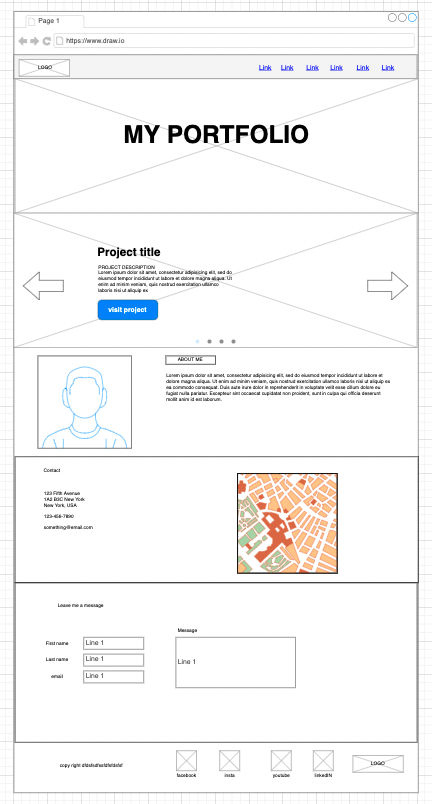 Page 1
https://www.draw.io
LOGO
Link Link Link Link Link Link
MY PORTFOLIO
Project title
PROJECT DESCRIPTION
Lorem ipsum dolor sit amet, consectetur adipisicing elit, sed do
eiusmod tempor incididunt ut labore et dolore magna aliqua. Ut
enim ad minim veniam, quis nostrud exercitation ullamco
laboris nisi ut aliquip ex
visit project
ABOUT ME
Lorem ipsum dolor sit amet, consectetur adipisicing elit, sed do eiusmod tempor incididunt ut labore et dolore
magna aliqua. Ut enim ad minim veniam, quis nostrud exercitation ullamco laboris nisi ut aliquip ex
ea commodo consequat. Duis aute irure dolor in reprehenderit in voluptate velit esse cillum dolore eu
fugiat nulla pariatur. Excepteur sint occaecat cupidatat non proident, sunt in culpa qui officia deserunt
mollit anim id est laborum.
Contact
123 Fifth Avenue
1A2 B3C New York
New York, USA
123-456-7890
something@email.com
Leave me a message
Message
First name
Line 1
Last name
Line 1
email
Line 1
Line 1
copy right
facebook
insta
youtube
linkedIN
LOGO